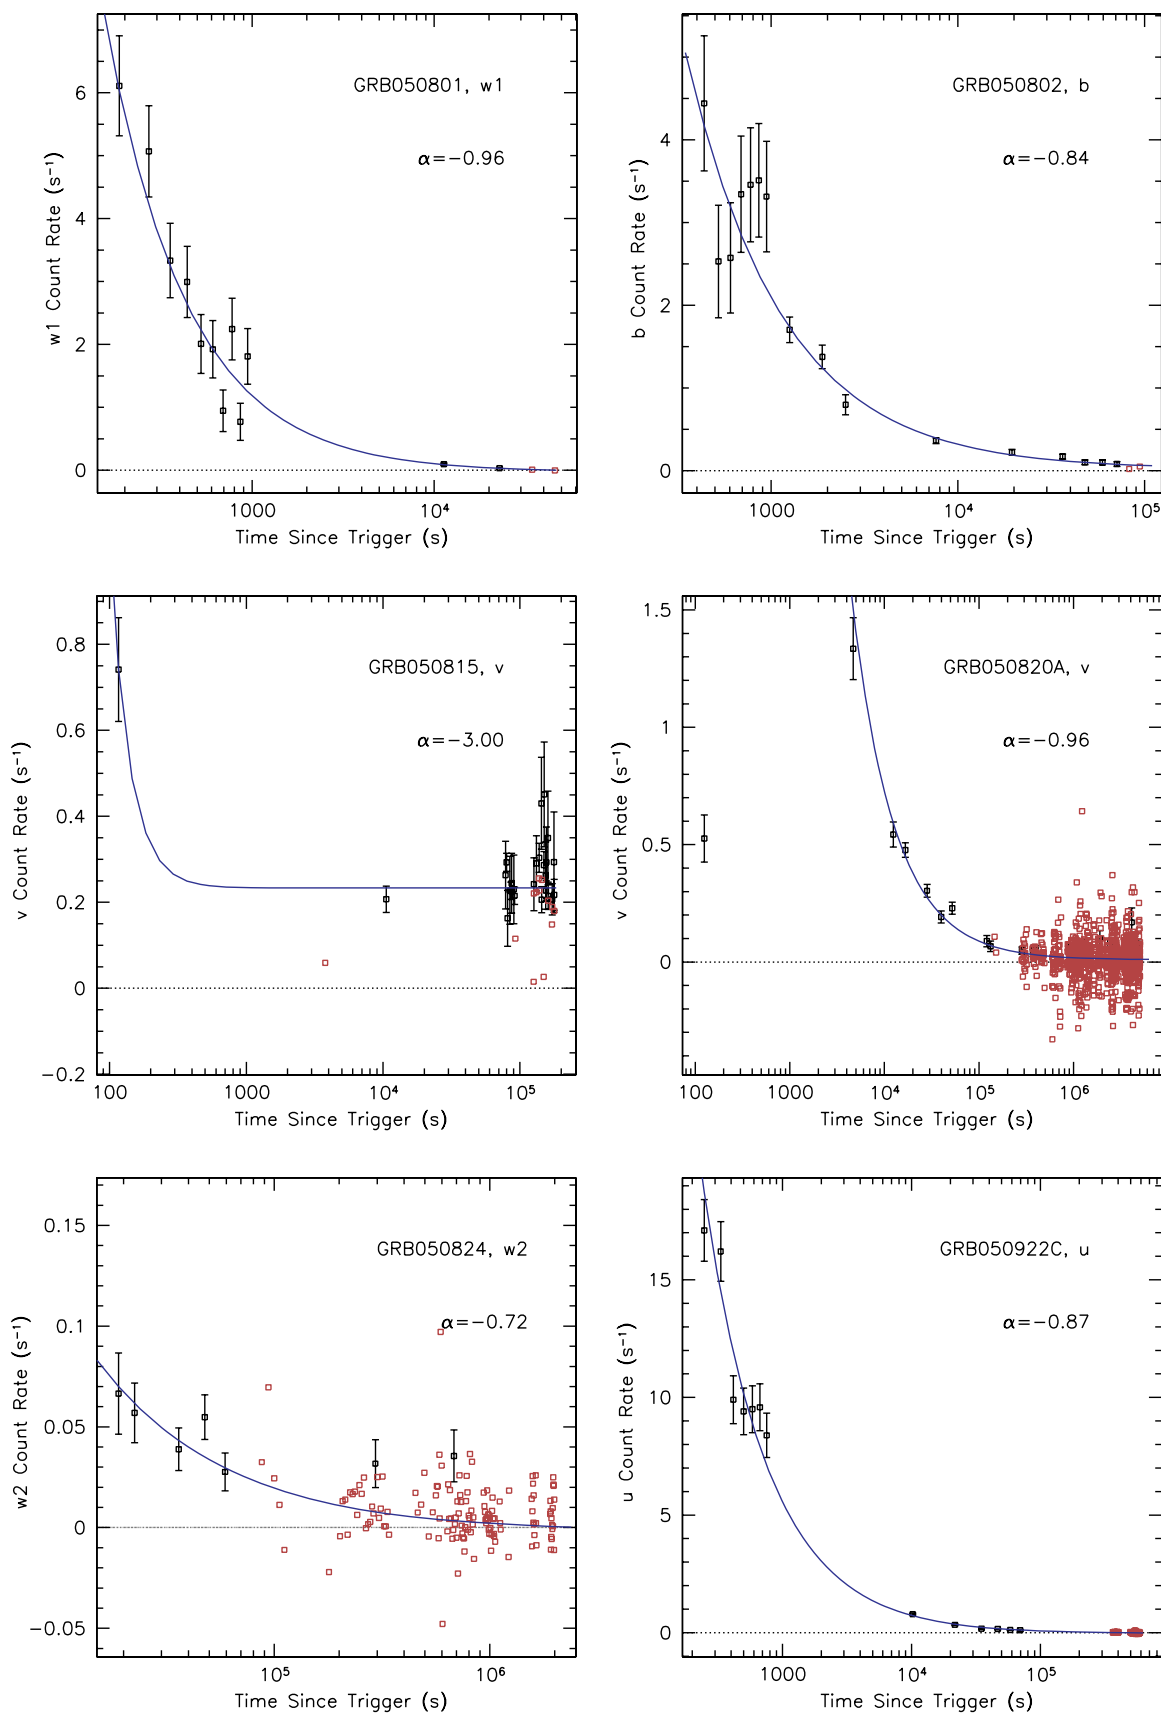 GRB050801, w1
α=−0.96
w1 Count Rate (s⁻¹)
6
4
2
0
1000 10⁴
Time Since Trigger (s)
GRB050802, b
α=−0.84
b Count Rate (s⁻¹)
4
2
0
1000 10⁴ 10⁵
Time Since Trigger (s)
GRB050815, v
α=−3.00
v Count Rate (s⁻¹)
0.8
0.6
0.4
0.2
0
−0.2
100 1000 10⁴ 10⁵
Time Since Trigger (s)
GRB050820A, v
α=−0.96
v Count Rate (s⁻¹)
1.5
1
0.5
0
100 1000 10⁴ 10⁵ 10⁶
Time Since Trigger (s)
GRB050824, w2
α=−0.72
w2 Count Rate (s⁻¹)
0.15
0.1
0.05
0
−0.05
10⁵ 10⁶
Time Since Trigger (s)
GRB050922C, u
α=−0.87
u Count Rate (s⁻¹)
15
10
5
0
1000 10⁴ 10⁵
Time Since Trigger (s)